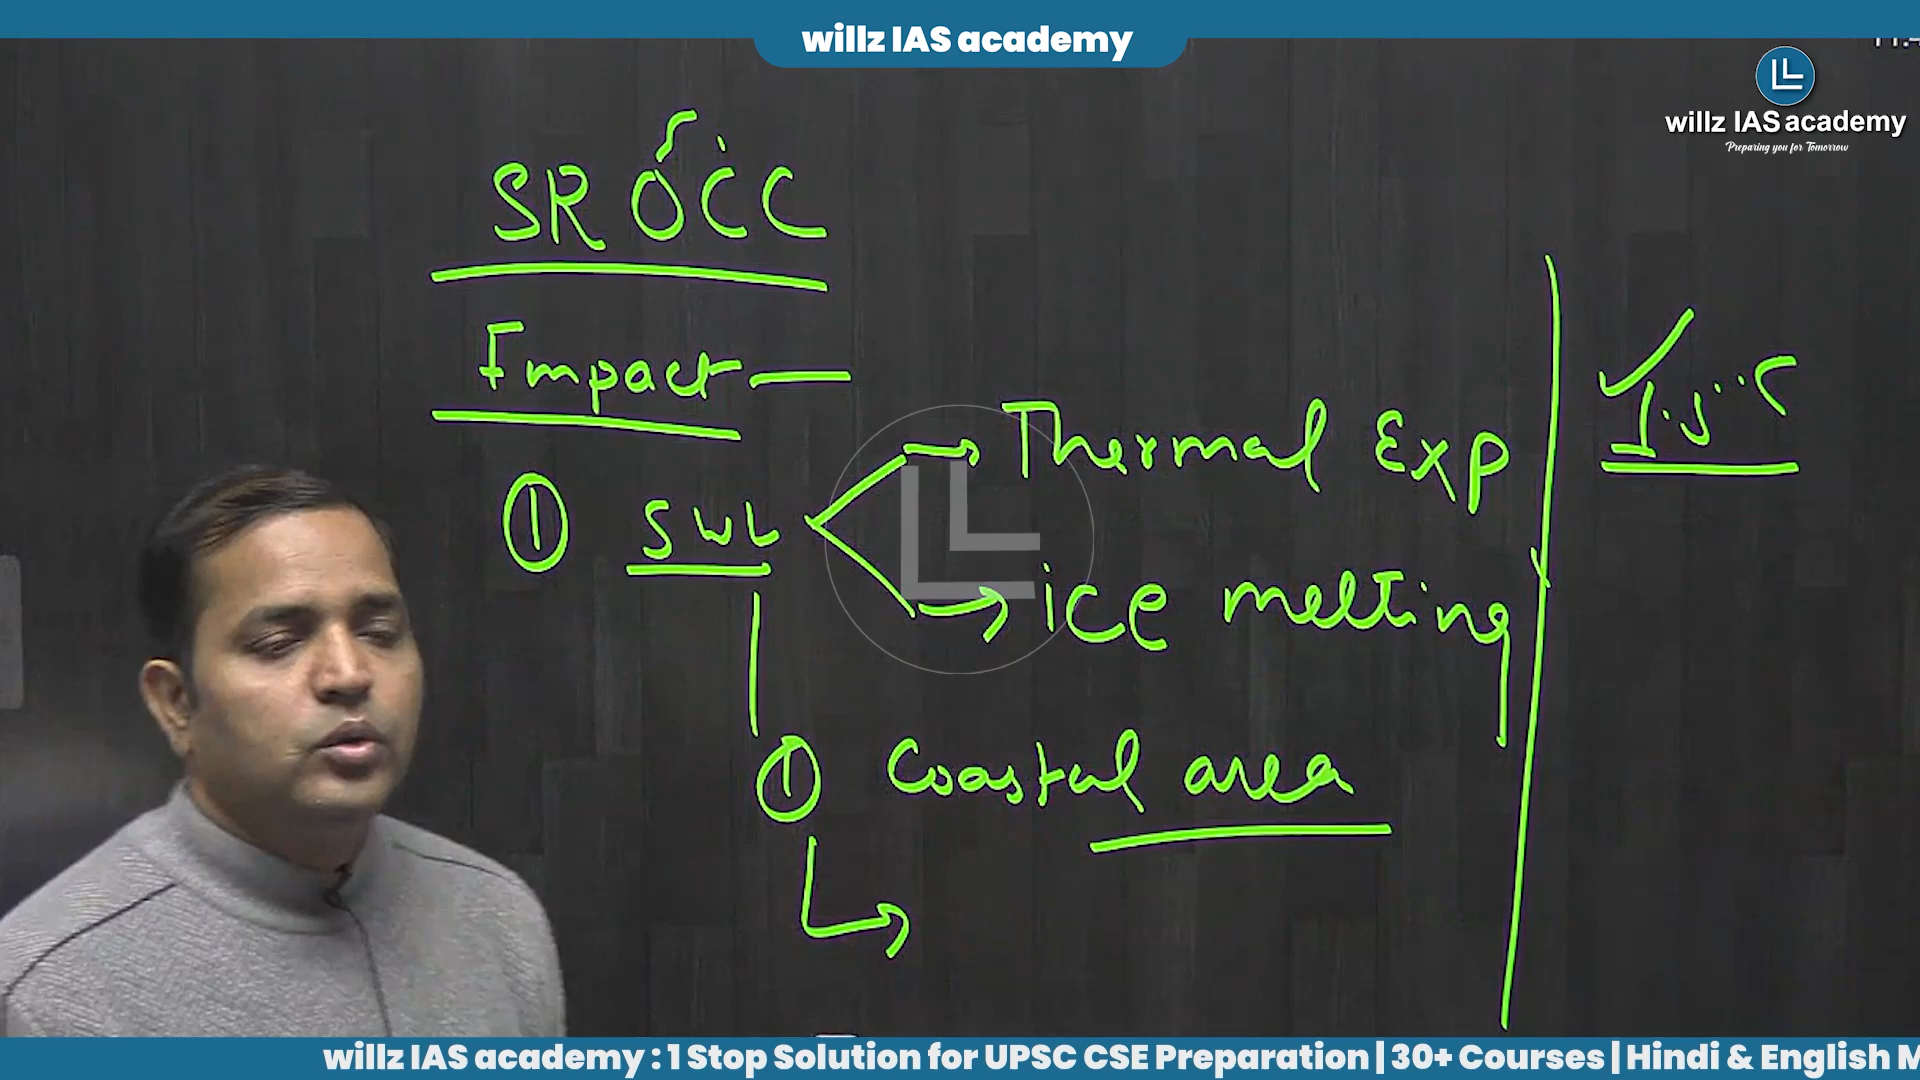 willz IAS academy
willz IAS academy
Preparing you for Tomorrow
SROCC
Impact —
① SWL → Thermal Exp
→ ice melting
① Coastal area
willz IAS academy : 1 Stop Solution for UPSC CSE Preparation | 30+ Courses | Hindi & English M